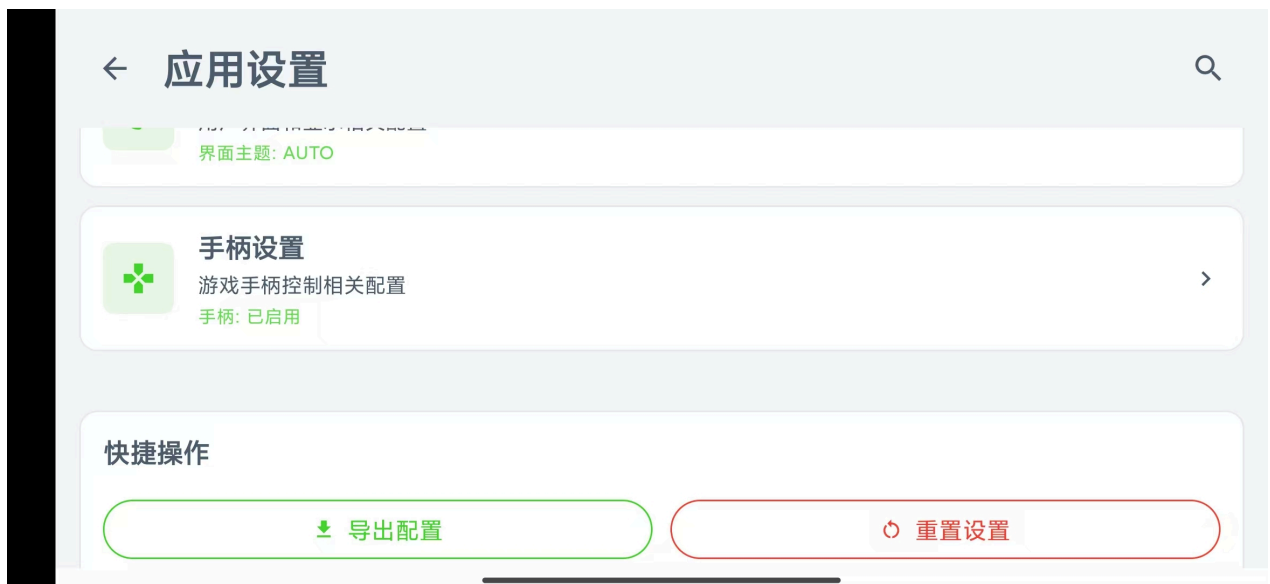 应用设置
界面主题: AUTO
手柄设置
游戏手柄控制相关配置
手柄: 已启用
快捷操作
导出配置
重置设置